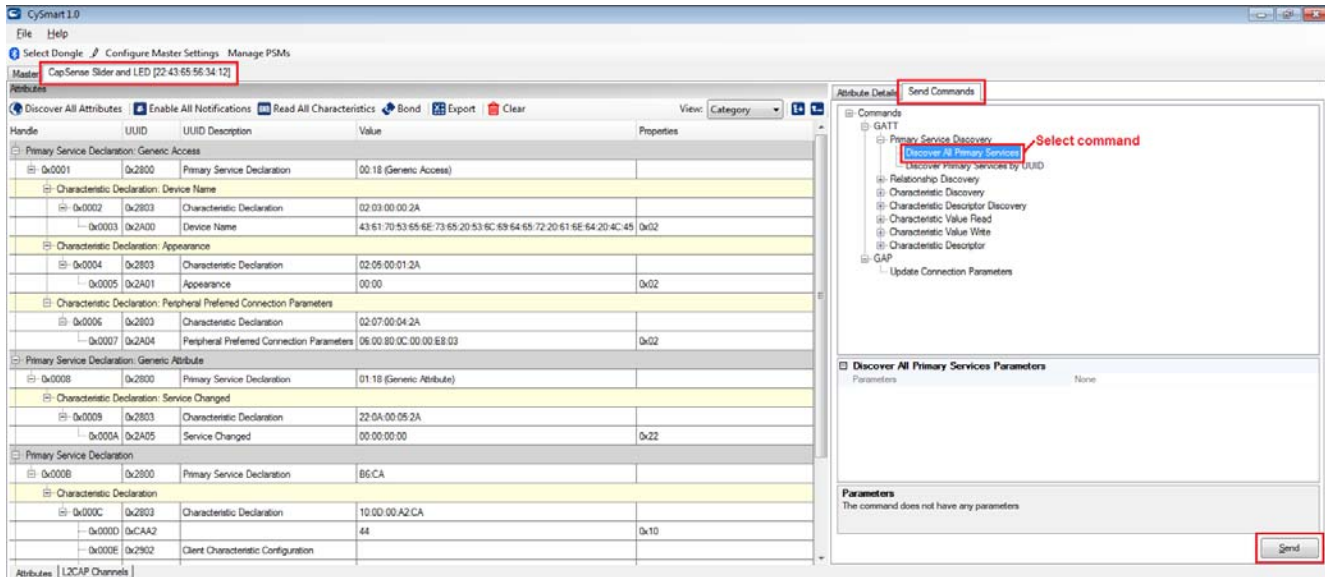 CySmart 1.0
File Help
Select Dongle Configure Master Settings Manage PSMs
Master CapSense Slider and LED [22:43:65:56:34:12]
Attributes
Discover All Attributes Enable All Notifications Read All Characteristics Bond Export Clear View: Category
Handle UUID UUID Description Value Properties
Primary Service Declaration: Generic Access
0x0001 0x2800 Primary Service Declaration 00:18 (Generic Access)
Characteristic Declaration: Device Name
0x0002 0x2803 Characteristic Declaration 02:03:00:00:2A
0x0003 0x2A00 Device Name 43:61:70:53:65:6E:73:65:20:53:6C:69:64:65:72:20:61:6E:64:20:4C:45 0x02
Characteristic Declaration: Appearance
0x0004 0x2803 Characteristic Declaration 02:05:00:01:2A
0x0005 0x2A01 Appearance 00:00 0x02
Characteristic Declaration: Peripheral Preferred Connection Parameters
0x0006 0x2803 Characteristic Declaration 02:07:00:04:2A
0x0007 0x2A04 Peripheral Preferred Connection Parameters 06:00:80:0C:00:00:E8:03 0x02
Primary Service Declaration: Generic Attribute
0x0008 0x2800 Primary Service Declaration 01:18 (Generic Attribute)
Characteristic Declaration: Service Changed
0x0009 0x2803 Characteristic Declaration 22:0A:00:05:2A
0x000A 0x2A05 Service Changed 00:00:00:00 0x22
Primary Service Declaration
0x000B 0x2800 Primary Service Declaration B6:CA
Characteristic Declaration
0x000C 0x2803 Characteristic Declaration 10:0D:00:A2:CA
0x000D 0xCAA2 44 0x10
0x000E 0x2902 Client Characteristic Configuration
Attributes L2CAP Channels
Attribute Details Send Commands
Commands
GATT
Primary Service Discovery
Select command
Discover All Primary Services
Discover Primary Services by UUID
Relationship Discovery
Characteristic Discovery
Characteristic Descriptor Discovery
Characteristic Value Read
Characteristic Value Write
Characteristic Descriptor
GAP
Update Connection Parameters
Discover All Primary Services Parameters
Parameters None
Parameters
The command does not have any parameters
Send